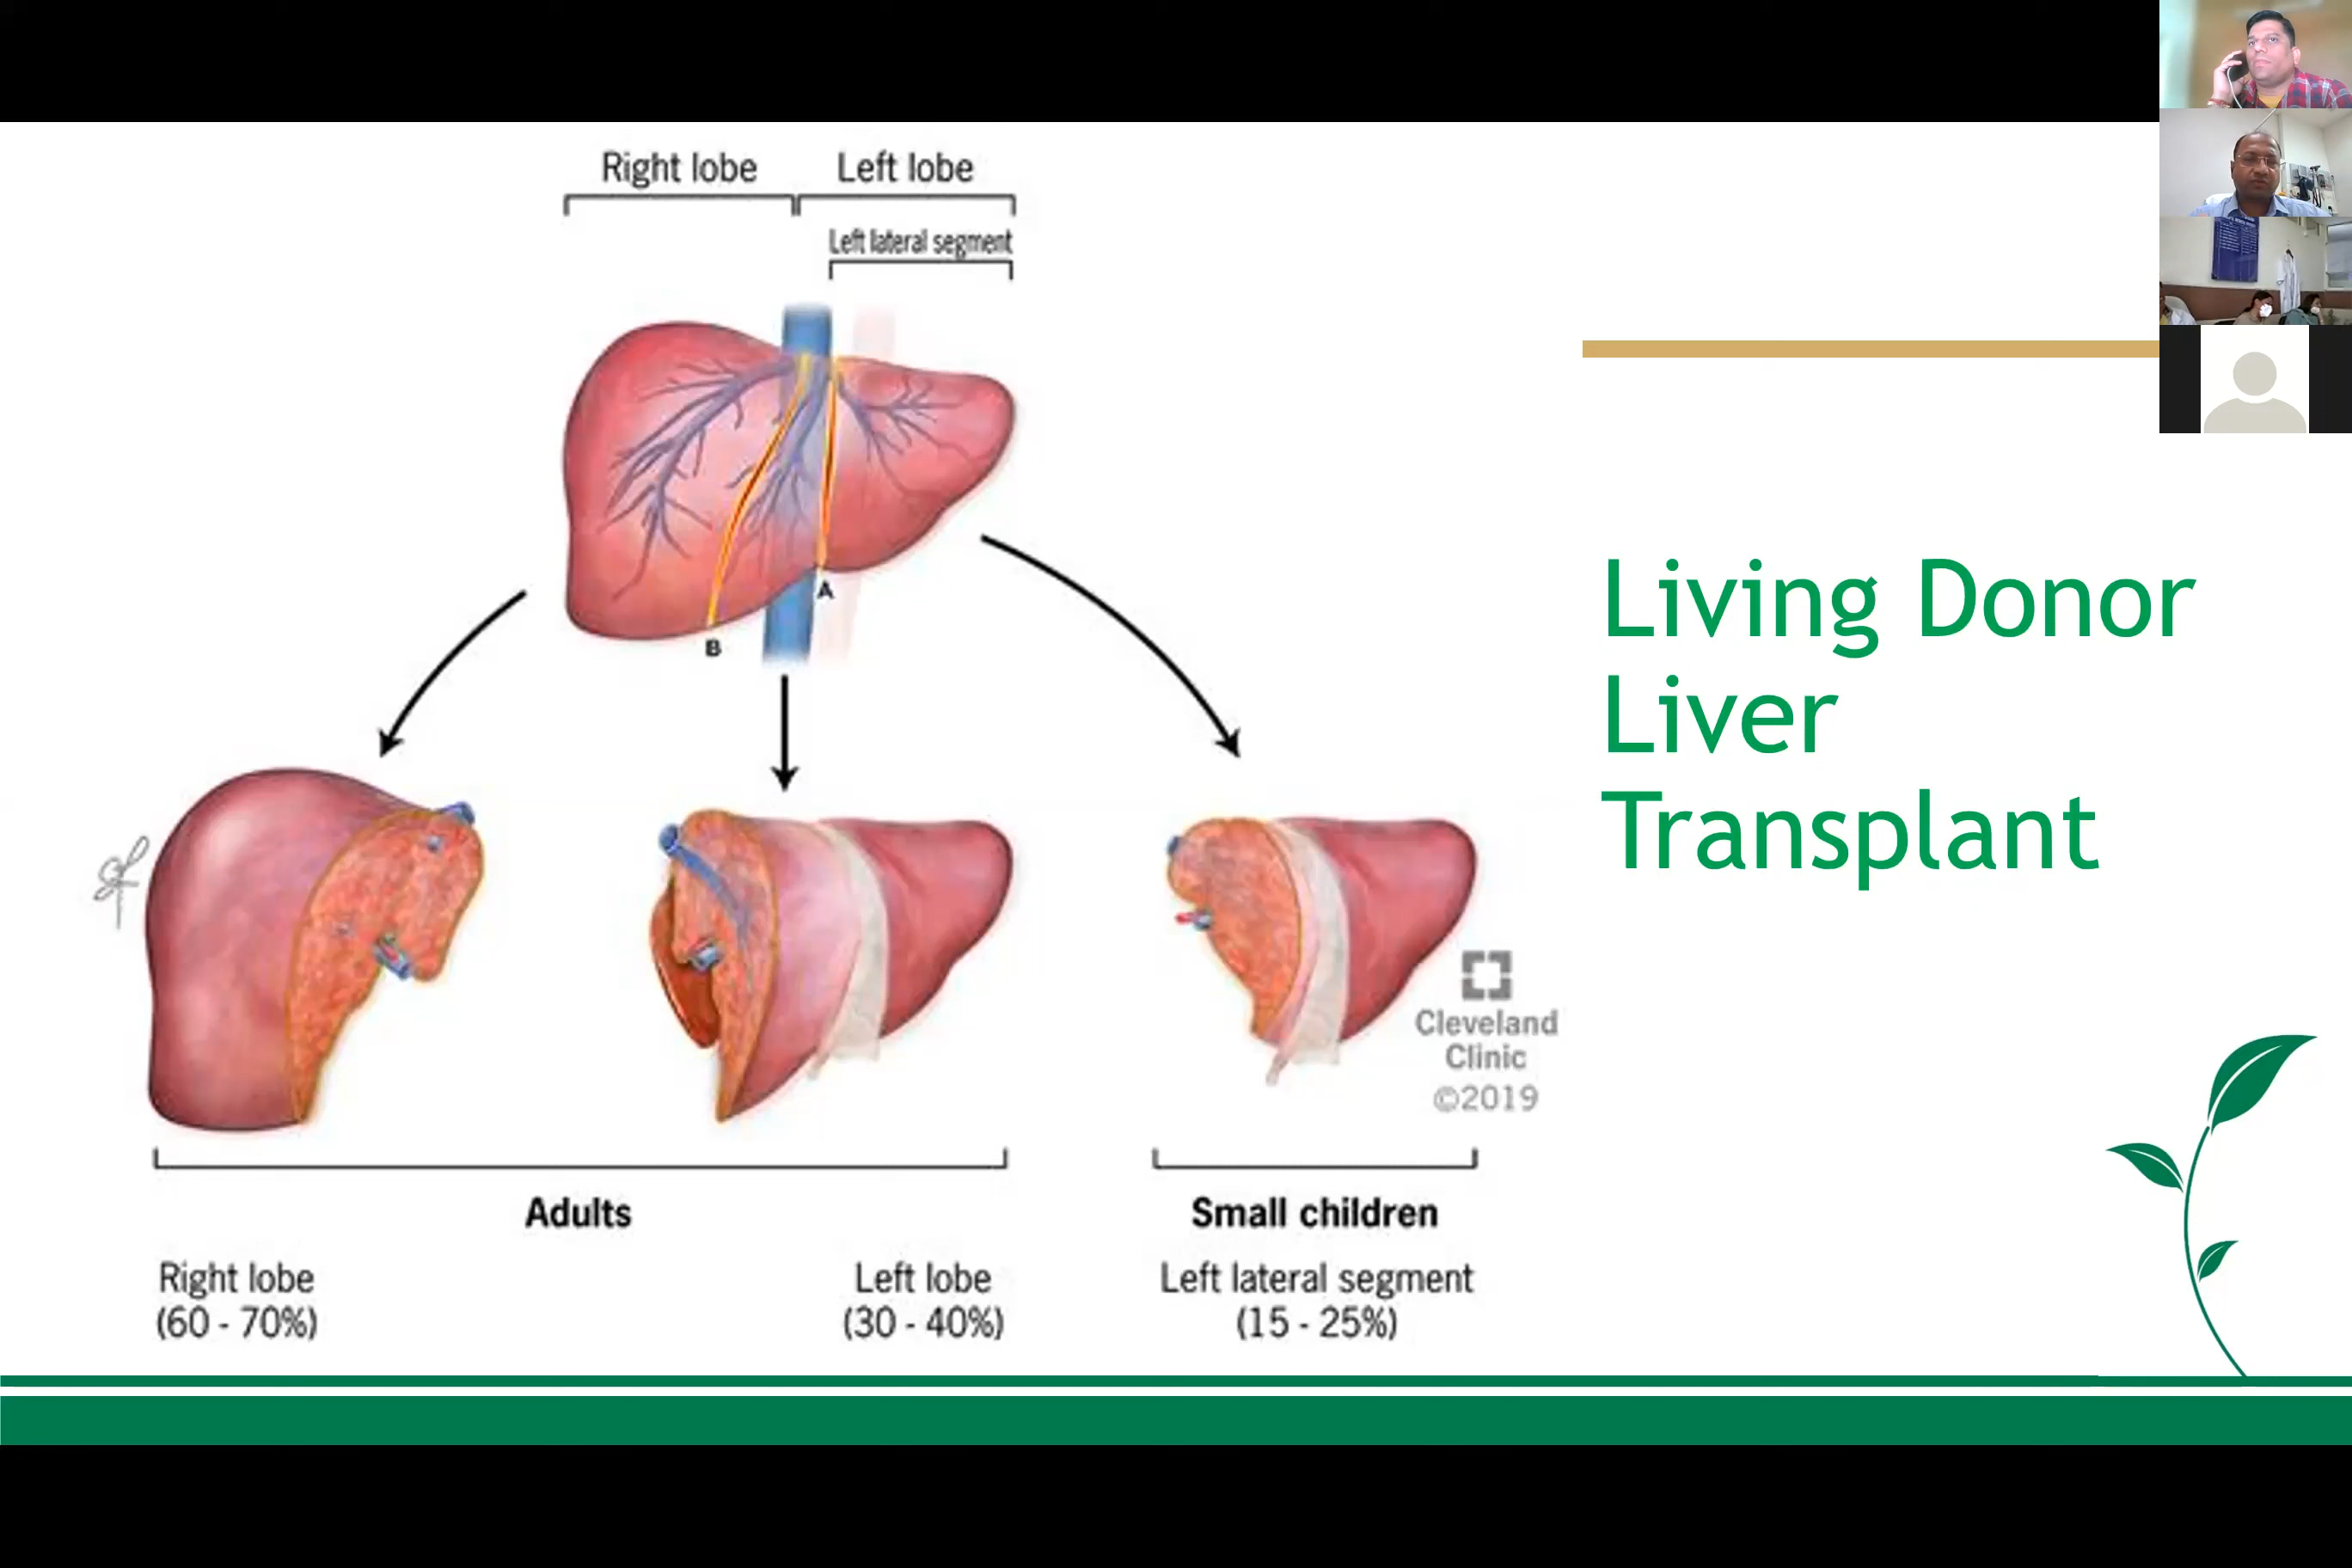 Right lobe
Left lobe
Left lateral segment
A
B
Living Donor
Liver
Transplant
Cleveland
Clinic
©2019
Adults
Small children
Right lobe
(60 - 70%)
Left lobe
(30 - 40%)
Left lateral segment
(15 - 25%)